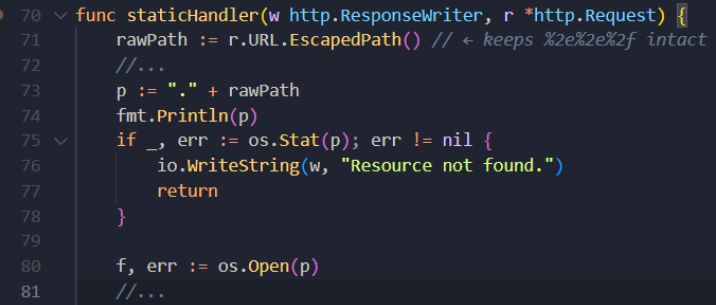 70 func staticHandler(w http.ResponseWriter, r *http.Request) {
71 rawPath := r.URL.EscapedPath() // ← keeps %2e%2e%2f intact
72 //...
73 p := "." + rawPath
74 fmt.Println(p)
75 if _, err := os.Stat(p); err != nil {
76 io.WriteString(w, "Resource not found.")
77 return
78 }
79
80 f, err := os.Open(p)
81 //...